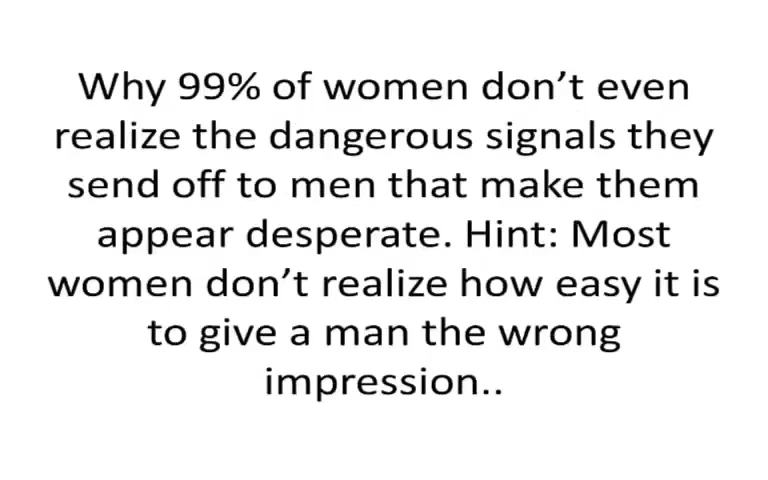 Why 99% of women don’t even
realize the dangerous signals they
send off to men that make them
appear desperate. Hint: Most
women don’t realize how easy it is
to give a man the wrong
impression..